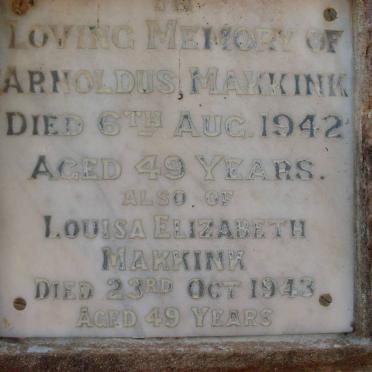 IN
LOVING MEMORY OF
ARNOLDUS MAKKINK
DIED 6TH AUG. 1942
AGED 49 YEARS.
ALSO OF
LOUISA ELIZABETH
MAKKINK
DIED 23RD OCT 1943
AGED 49 YEARS